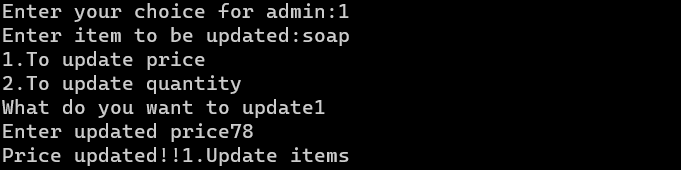 Enter your choice for admin:1
Enter item to be updated:soap
1.To update price
2.To update quantity
What do you want to update1
Enter updated price78
Price updated!!1.Update items